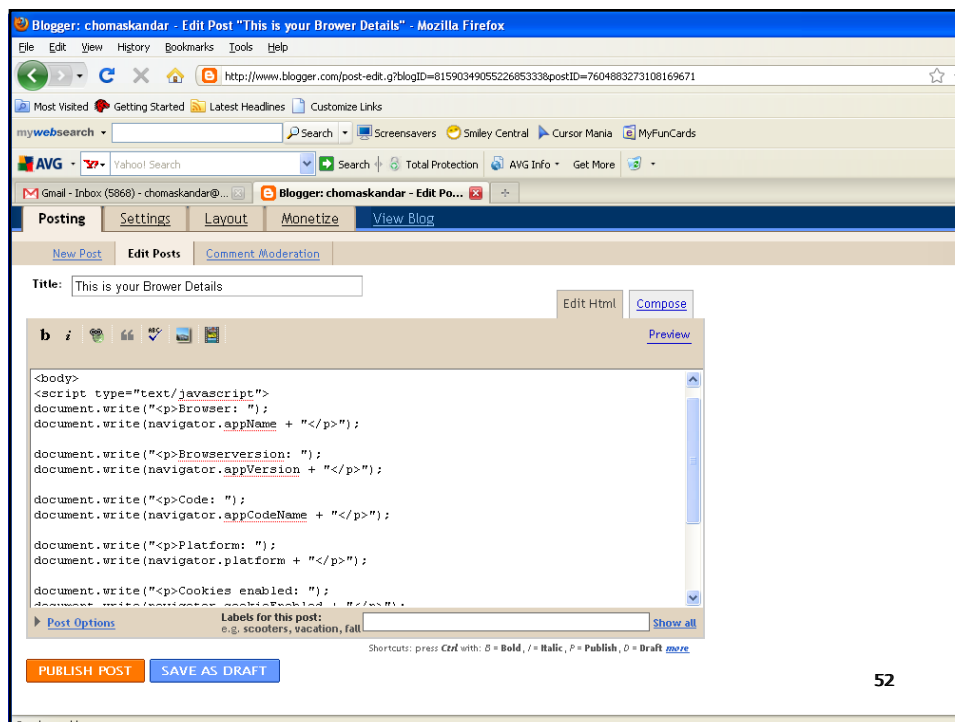 Blogger: chomaskandar - Edit Post "This is your Brower Details" - Mozilla Firefox
File Edit View History Bookmarks Tools Help
http://www.blogger.com/post-edit.g?blogID=8159034905522685333&postID=7604883273108169671
Most Visited Getting Started Latest Headlines Customize Links
mywebsearch Search Screensavers Smiley Central Cursor Mania MyFunCards
AVG Y! Yahoo! Search Search Total Protection AVG Info Get More
Gmail - Inbox (5868) - chomaskandar@... Blogger: chomaskandar - Edit Po...
Posting Settings Layout Monetize View Blog
New Post Edit Posts Comment Moderation
Title: This is your Brower Details
Edit Html Compose
b i ABC Preview
<body>
<script type="text/javascript">
document.write("<p>Browser: ");
document.write(navigator.appName + "</p>");
document.write("<p>Browserversion: ");
document.write(navigator.appVersion + "</p>");
document.write("<p>Code: ");
document.write(navigator.appCodeName + "</p>");
document.write("<p>Platform: ");
document.write(navigator.platform + "</p>");
document.write("<p>Cookies enabled: ");
document.write(navigator.cookieEnabled + "</p>");
Post Options Labels for this post:
e.g. scooters, vacation, fall Show all
Shortcuts: press Ctrl with: B = Bold, I = Italic, P = Publish, D = Draft more
PUBLISH POST SAVE AS DRAFT
52